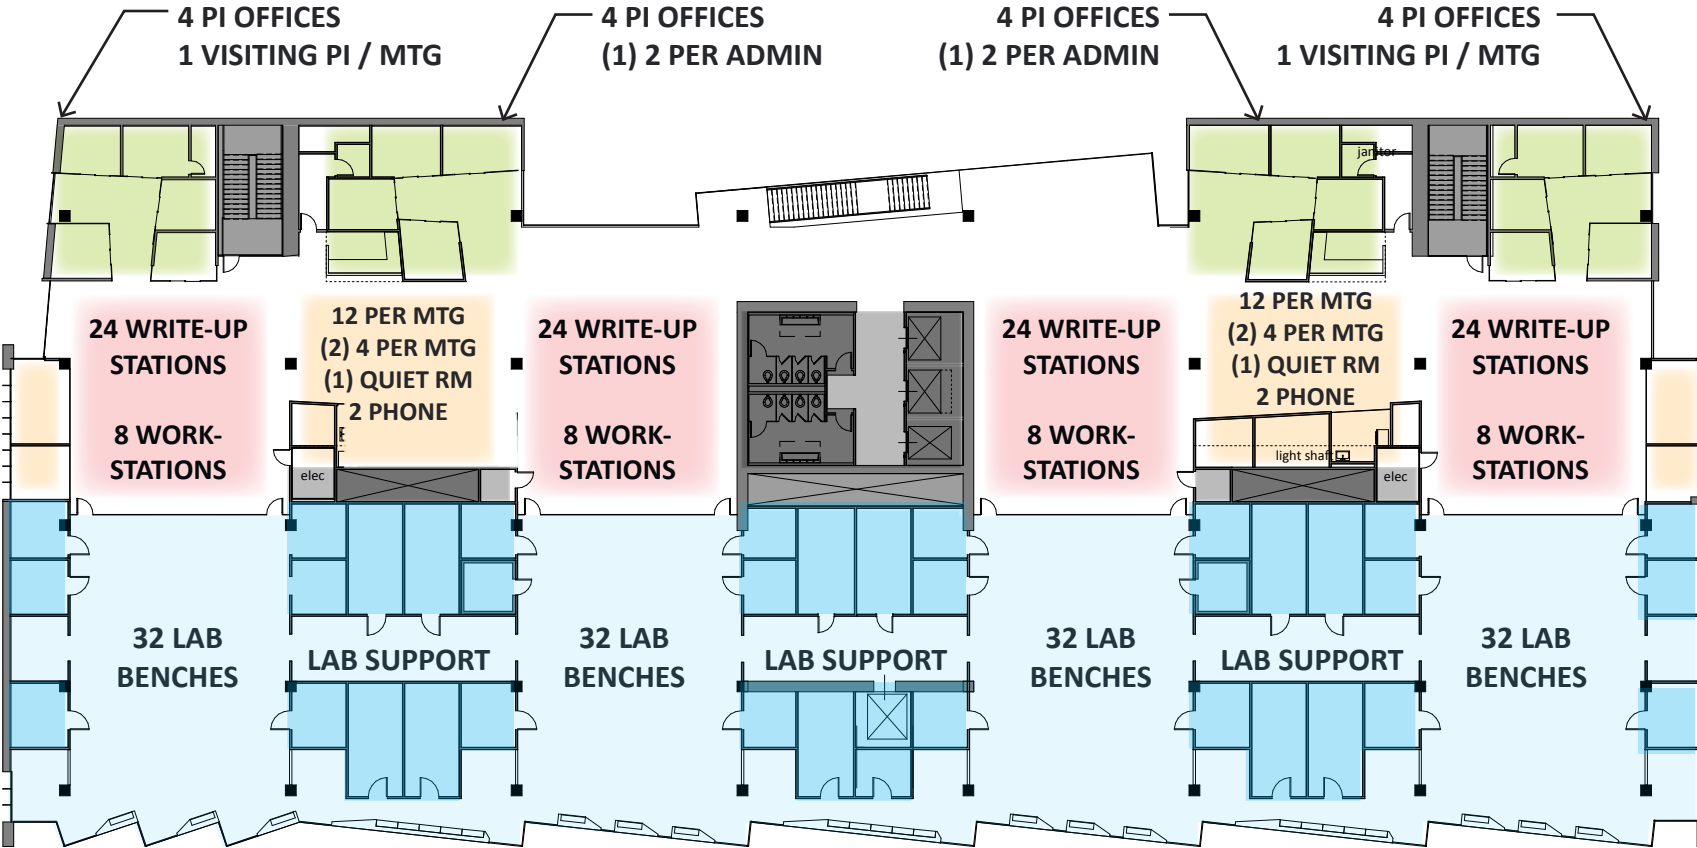 4 PI OFFICES
1 VISITING PI / MTG
4 PI OFFICES
(1) 2 PER ADMIN
4 PI OFFICES
(1) 2 PER ADMIN
4 PI OFFICES
1 VISITING PI / MTG
janitor
24 WRITE-UP
STATIONS
8 WORK-
STATIONS
12 PER MTG
(2) 4 PER MTG
(1) QUIET RM
2 PHONE
elec
24 WRITE-UP
STATIONS
8 WORK-
STATIONS
24 WRITE-UP
STATIONS
8 WORK-
STATIONS
12 PER MTG
(2) 4 PER MTG
(1) QUIET RM
2 PHONE
light shaft
elec
24 WRITE-UP
STATIONS
8 WORK-
STATIONS
32 LAB
BENCHES
LAB SUPPORT
32 LAB
BENCHES
LAB SUPPORT
32 LAB
BENCHES
LAB SUPPORT
32 LAB
BENCHES